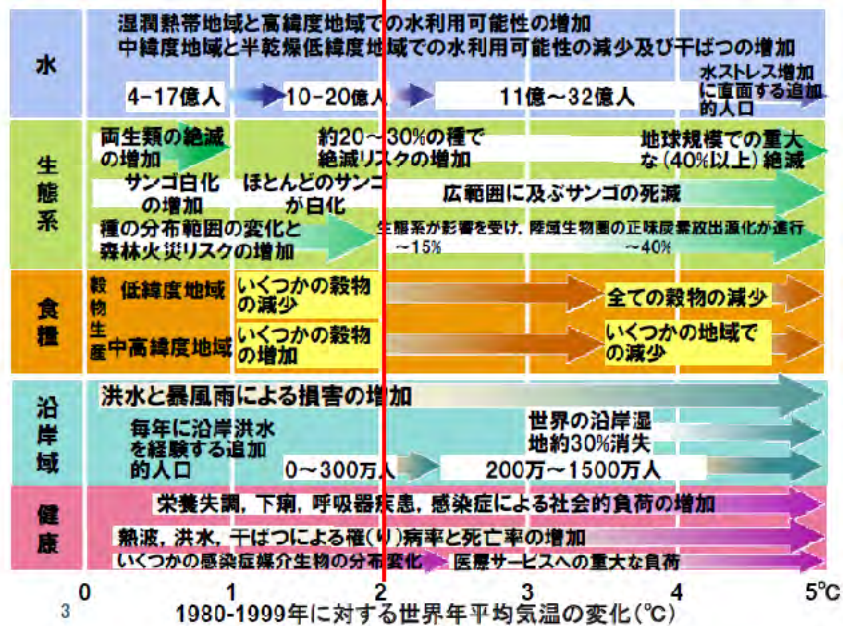 水
湿潤熱帯地域と高緯度地域での水利用可能性の増加
中緯度地域と半乾燥低緯度地域での水利用可能性の減少及び干ばつの増加
4-17億人
10-20億人
11億～32億人
水ストレス増加
に直面する追加
的人口
生態系
両生類の絶滅
の増加
約20～30%の種で
絶滅リスクの増加
地球規模での重大
な(40%以上)絶滅
サンゴ白化
の増加
ほとんどのサンゴ
が白化
広範囲に及ぶサンゴの死滅
種の分布範囲の変化と
森林火災リスクの増加
生態系が影響を受け，陸域生物圏の正味炭素放出源化が進行
～15%
～40%
食糧
穀物生産
低緯度地域
いくつかの穀物
の減少
全ての穀物の減少
中高緯度地域
いくつかの穀物
の増加
いくつかの地域で
の減少
沿岸域
洪水と暴風雨による損害の増加
世界の沿岸湿
地約30%消失
毎年に沿岸洪水
を経験する追加
的人口
0～300万人
200万～1500万人
健康
栄養失調，下痢，呼吸器疾患，感染症による社会的負荷の増加
熱波，洪水，干ばつによる罹(り)病率と死亡率の増加
いくつかの感染症媒介生物の分布変化
医療サービスへの重大な負荷
0 1 2 3 4 5℃
3
1980-1999年に対する世界年平均気温の変化(℃)